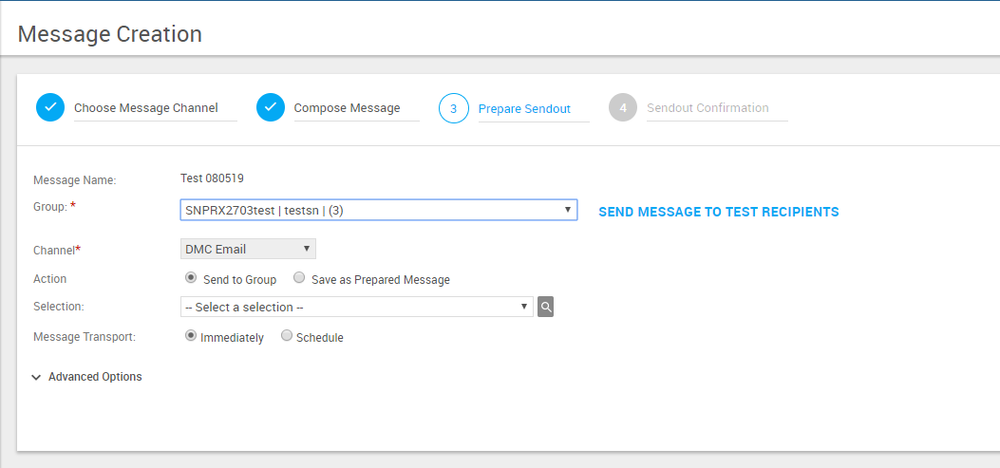 Message Creation
Choose Message Channel
Compose Message
3
Prepare Sendout
4
Sendout Confirmation
Message Name:
Test 080519
Group: *
SNPRX2703test | testsn | (3)
SEND MESSAGE TO TEST RECIPIENTS
Channel*
DMC Email
Action
Send to Group
Save as Prepared Message
Selection:
-- Select a selection --
Message Transport:
Immediately
Schedule
Advanced Options